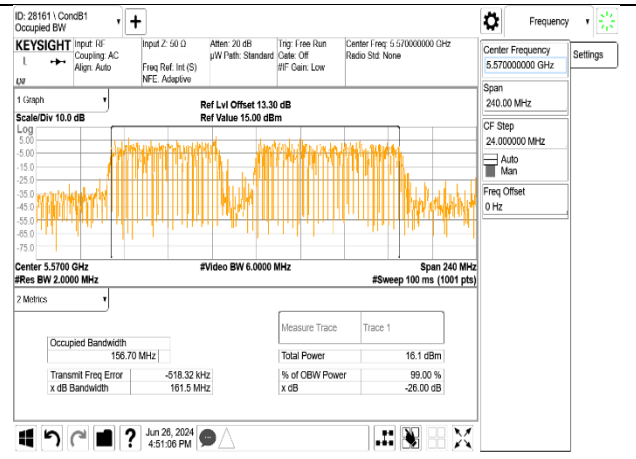 ID: 28161 \ CondB1
Occupied BW
Frequency
KEYSIGHT
Input: RF
Coupling: AC
Align: Auto
Input Z: 50 Ω
Freq Ref: Int (S)
NFE: Adaptive
Atten: 20 dB
µW Path: Standard
Trig: Free Run
Gate: Off
#IF Gain: Low
Center Freq: 5.570000000 GHz
Radio Std: None
Center Frequency
5.570000000 GHz
Settings
Span
240.00 MHz
CF Step
24.000000 MHz
Auto
Man
Freq Offset
0 Hz
1 Graph
Scale/Div 10.0 dB
Ref Lvl Offset 13.30 dB
Ref Value 15.00 dBm
Log
5.00
-5.00
-15.0
-25.0
-35.0
-45.0
-55.0
-65.0
-75.0
Center 5.5700 GHz
#Video BW 6.0000 MHz
Span 240 MHz
#Res BW 2.0000 MHz
#Sweep 100 ms (1001 pts)
2 Metrics
Measure Trace
Trace 1
Occupied Bandwidth
156.70 MHz
Total Power
16.1 dBm
Transmit Freq Error
-518.32 kHz
% of OBW Power
99.00 %
x dB Bandwidth
161.5 MHz
x dB
-26.00 dB
?
Jun 26, 2024
4:51:06 PM